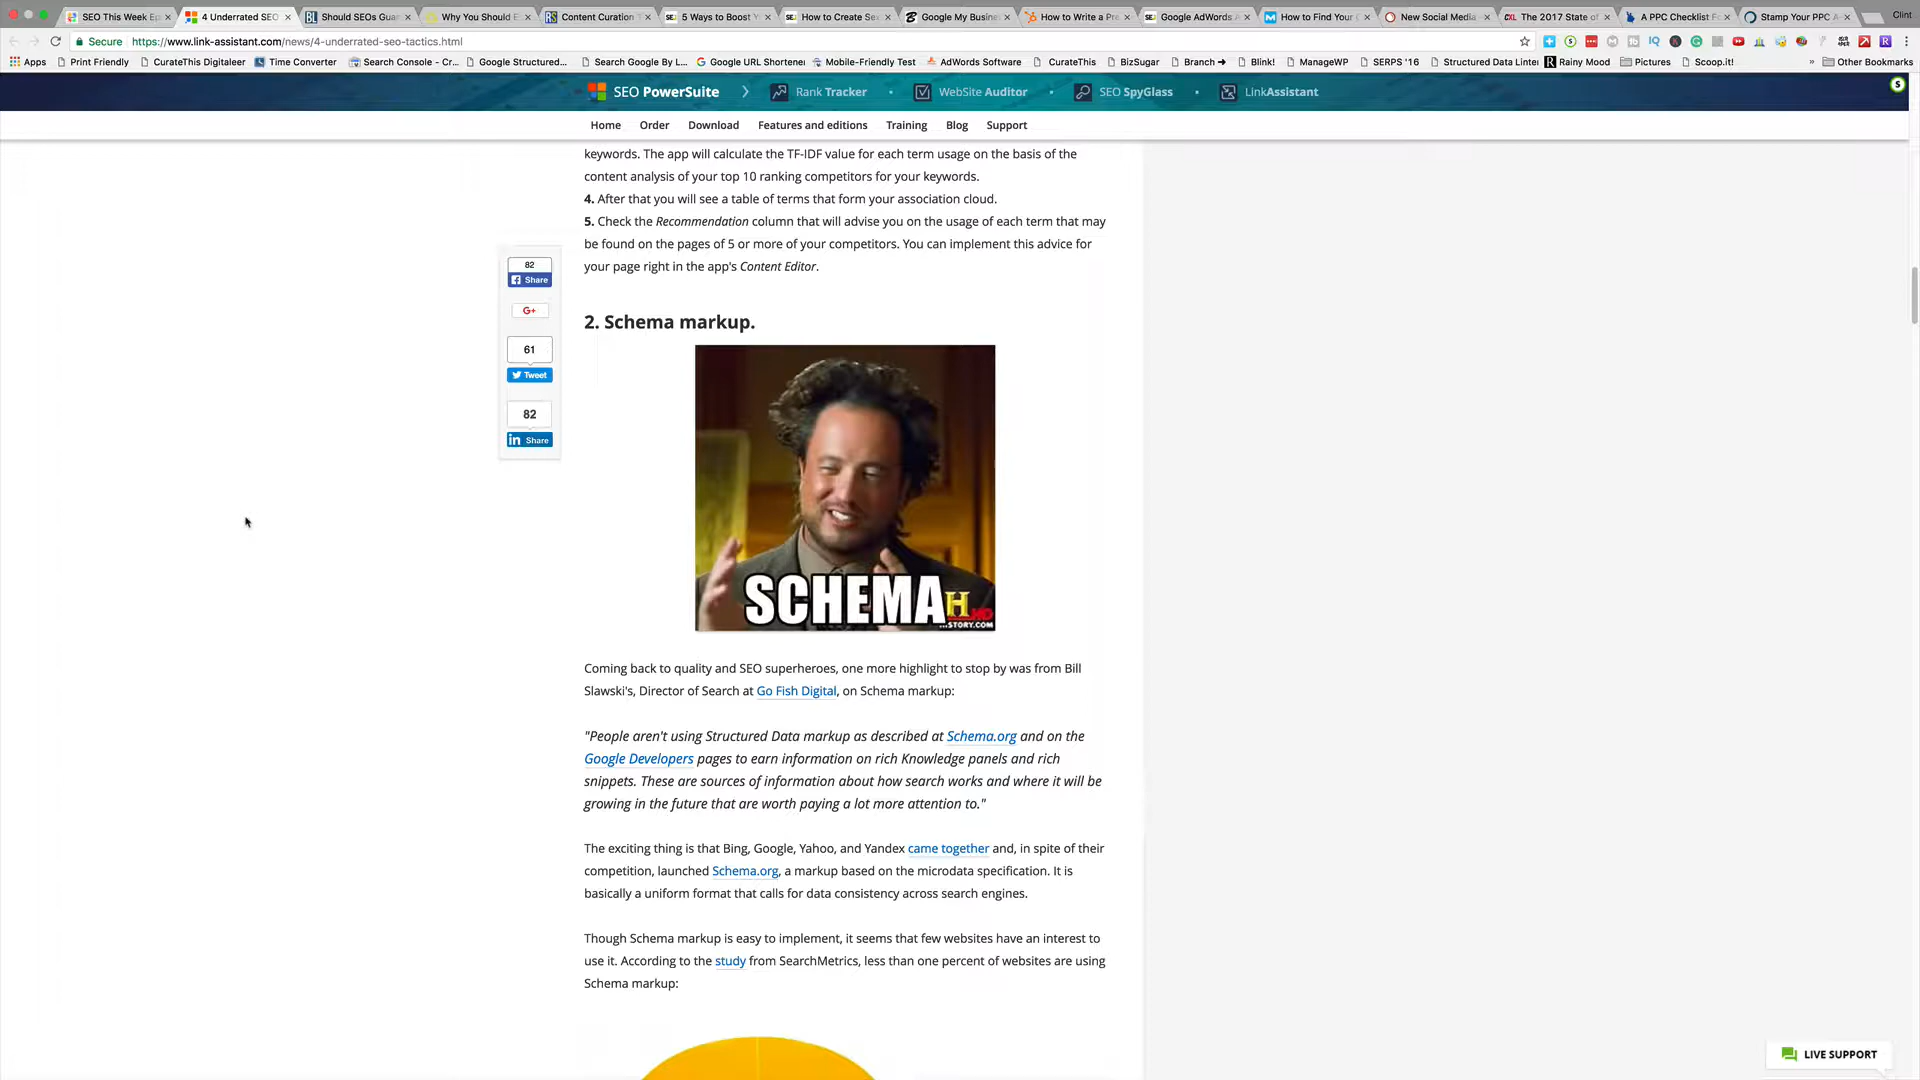 SEO This Week Ep
4 Underrated SEO
BL Should SEOs Gua
Why You Should E
RS Content Curation T
SEJ 5 Ways to Boost
SEJ How to Create Se
Google My Busine
How to Write a Pr
SEJ Google AdWords A
How to Find Your
New Social Media
CXL The 2017 State of
A PPC Checklist Fo
Stamp Your PPC A
Clint
Secure
https://www.link-assistant.com/news/4-underrated-seo-tactics.html
Apps
Print Friendly
CurateThis Digitaleer
Time Converter
Search Console - Cr...
Google Structured...
Search Google By L...
Google URL Shortener
Mobile-Friendly Test
AdWords Software
CurateThis
BizSugar
Branch
Blink!
ManageWP
SERPS '16
Structured Data Linter
R Rainy Mood
Pictures
Scoop.it!
»
Other Bookmarks
SEO PowerSuite
Rank Tracker
WebSite Auditor
SEO SpyGlass
LinkAssistant
S
Home
Order
Download
Features and editions
Training
Blog
Support
keywords. The app will calculate the TF-IDF value for each term usage on the basis of the
content analysis of your top 10 ranking competitors for your keywords.
4. After that you will see a table of terms that form your association cloud.
5. Check the Recommendation column that will advise you on the usage of each term that may
be found on the pages of 5 or more of your competitors. You can implement this advice for
your page right in the app's Content Editor.
82
Share
G+
61
Tweet
82
in Share
2. Schema markup.
SCHEMA
H HD
STORY.COM
Coming back to quality and SEO superheroes, one more highlight to stop by was from Bill
Slawski's, Director of Search at Go Fish Digital, on Schema markup:
"People aren't using Structured Data markup as described at Schema.org and on the
Google Developers pages to earn information on rich Knowledge panels and rich
snippets. These are sources of information about how search works and where it will be
growing in the future that are worth paying a lot more attention to."
The exciting thing is that Bing, Google, Yahoo, and Yandex came together and, in spite of their
competition, launched Schema.org, a markup based on the microdata specification. It is
basically a uniform format that calls for data consistency across search engines.
Though Schema markup is easy to implement, it seems that few websites have an interest to
use it. According to the study from SearchMetrics, less than one percent of websites are using
Schema markup:
LIVE SUPPORT